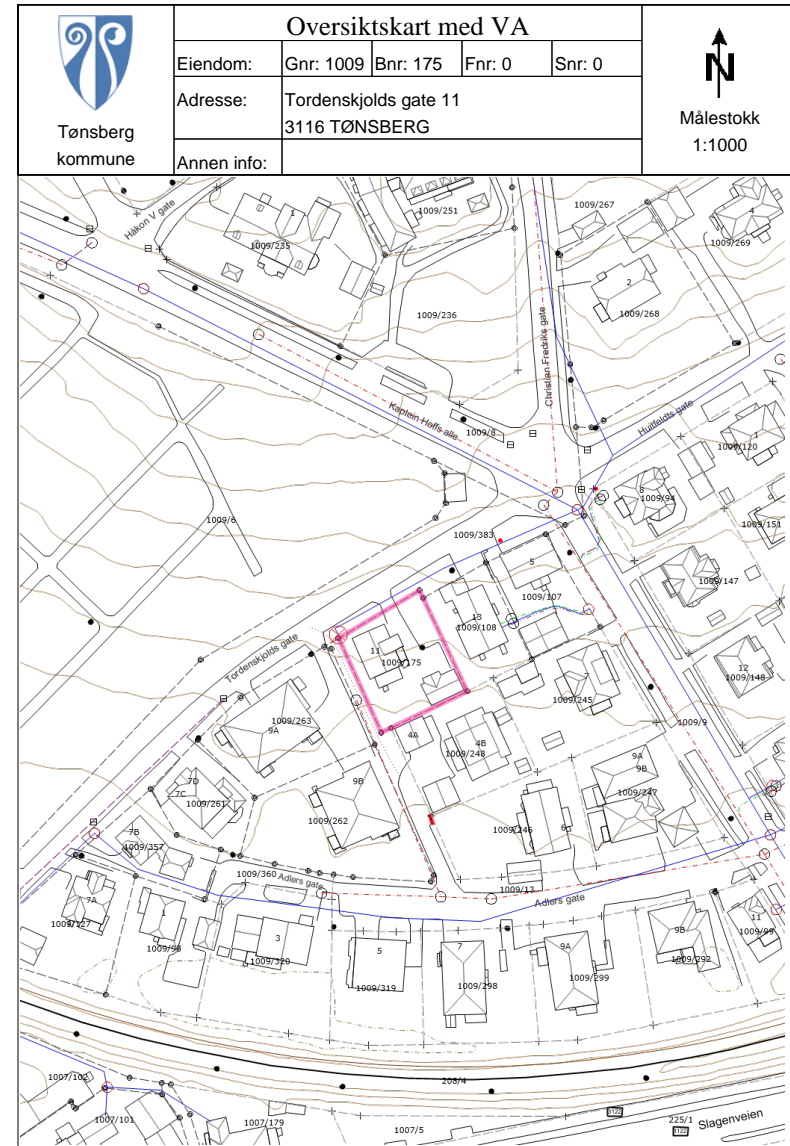 Tønsberg
kommune
Oversiktskart med VA
Eiendom: Gnr: 1009 Bnr: 175 Fnr: 0 Snr: 0
Adresse: Tordenskjolds gate 11
3116 TØNSBERG
Annen info:
N
Målestokk
1:1000
Håkon V gate
1
1009/235
1009/251
1009/267
4
1009/269
2
1009/268
1009/236
Christian Fredriks gate
Kaptein Hoffs alle
1009/8
Huitfeldts gate
1
1009/120
8
1009/94
1009/151
1009/6
1009/383
5
1009/107
1009/147
13
1009/108
11
1009/175
Tordenskjolds gate
12
1009/148
1009/245
1009/9
1009/263
9A
4A
4B
1009/248
9A
9B
1009/247
7D
7C
1009/261
9B
1009/262
1009/246
6
7B
1009/357
1009/360
Adlers gate
1009/13
Adlers gate
7A
1009/127
1
1009/98
3
1009/320
5
1009/319
7
1009/298
9A
1009/299
9B
1009/292
11
1009/99
1007/102
208/4
1007/101
1007/179
1007/5
225/1
Slagenveien